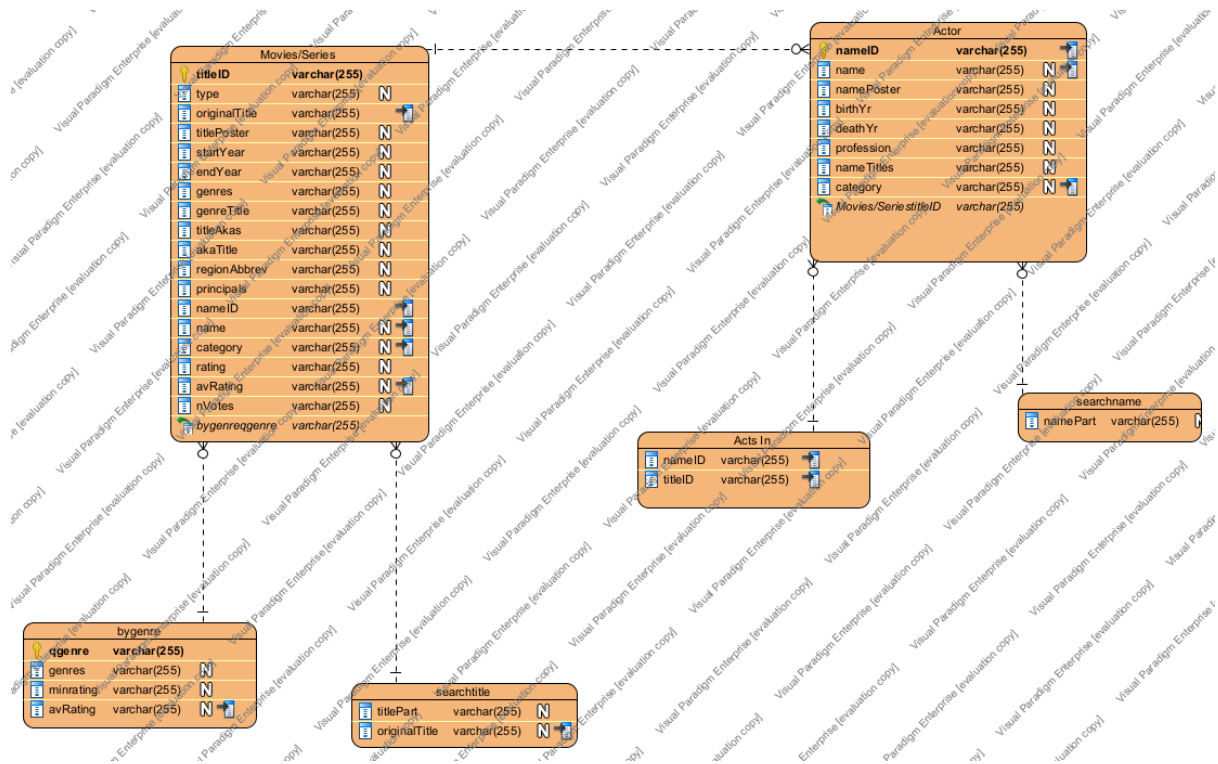 Movies/Series
titleID varchar(255)
type varchar(255) N
originalTitle varchar(255)
titlePoster varchar(255) N
startYear varchar(255) N
endYear varchar(255) N
genres varchar(255) N
genreTitle varchar(255) N
titleAkas varchar(255) N
akaTitle varchar(255) N
regionAbbrev varchar(255) N
principals varchar(255) N
nameID varchar(255)
name varchar(255) N
category varchar(255) N
rating varchar(255) N
avRating varchar(255) N
nVotes varchar(255) N
bygenreqgenre varchar(255)
Actor
nameID varchar(255)
name varchar(255) N
namePoster varchar(255) N
birthYr varchar(255) N
deathYr varchar(255) N
profession varchar(255) N
nameTitles varchar(255) N
category varchar(255) N
Movies/SeriestitleID varchar(255)
searchname
namePart varchar(255) N
Acts In
nameID varchar(255)
titleID varchar(255)
bygenre
qgenre varchar(255)
genres varchar(255) N
minrating varchar(255) N
avRating varchar(255) N
searchtitle
titlePart varchar(255) N
originalTitle varchar(255) N
Visual Paradigm Enterprise [evaluation copy]